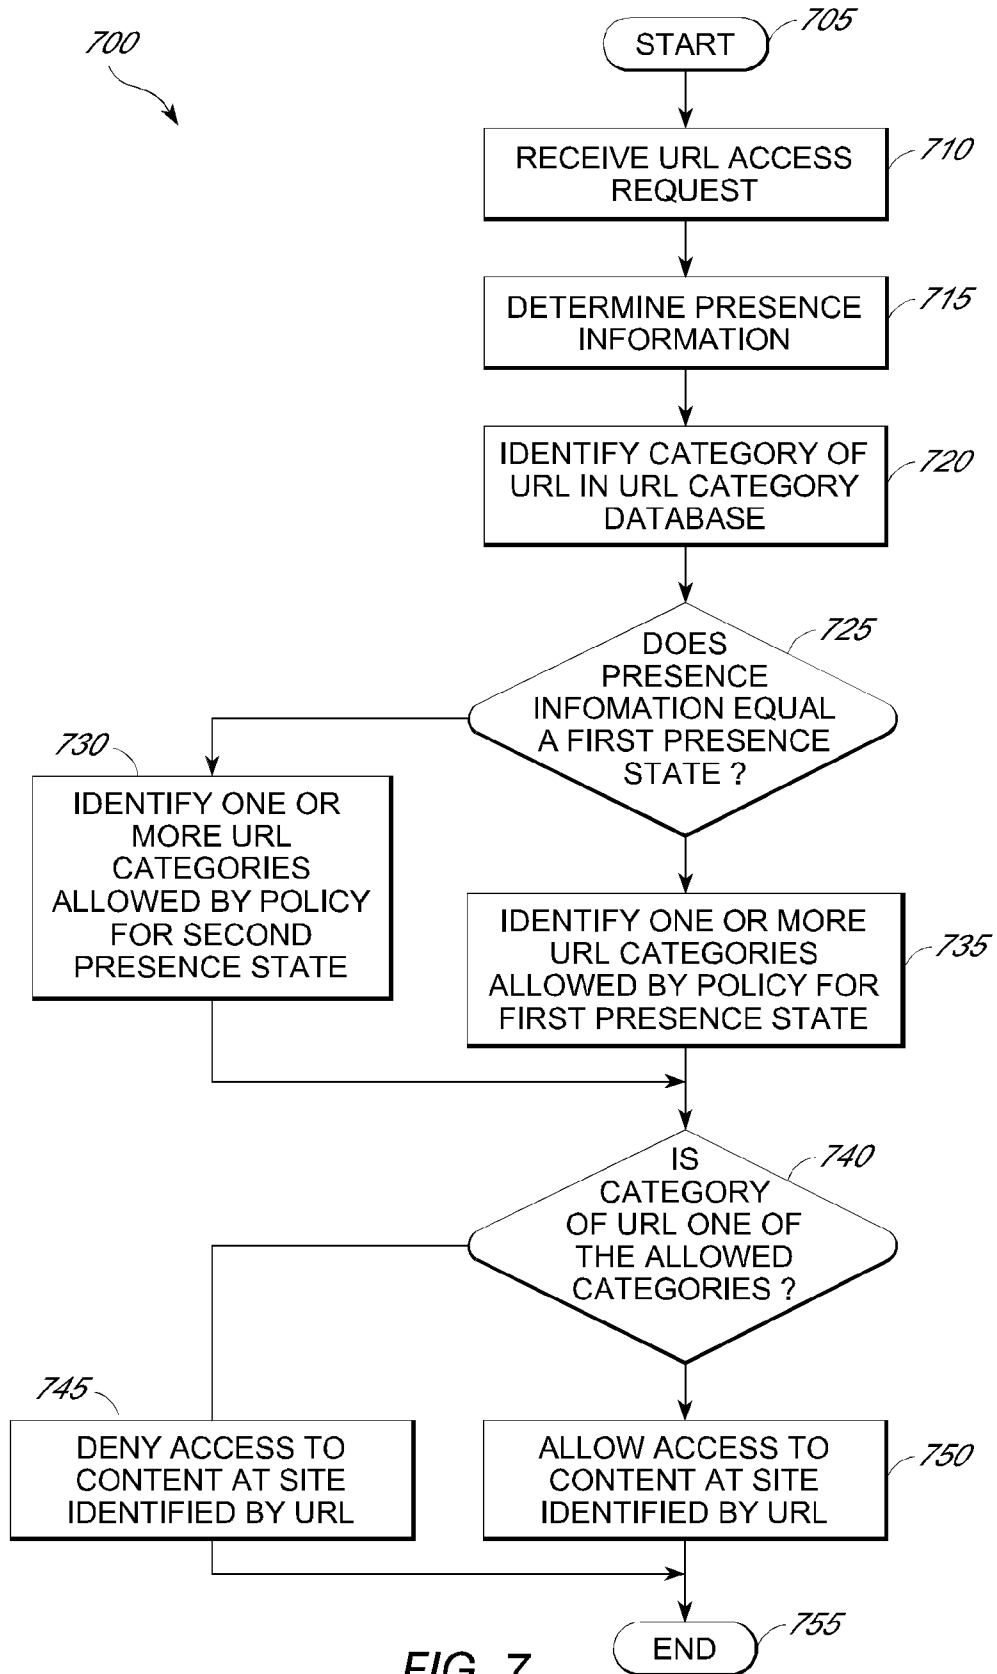 700
START
705
RECEIVE URL ACCESS
REQUEST
710
DETERMINE PRESENCE
INFORMATION
715
IDENTIFY CATEGORY OF
URL IN URL CATEGORY
DATABASE
720
DOES
PRESENCE
INFOMATION EQUAL
A FIRST PRESENCE
STATE ?
725
730
IDENTIFY ONE OR
MORE URL
CATEGORIES
ALLOWED BY POLICY
FOR SECOND
PRESENCE STATE
IDENTIFY ONE OR MORE
URL CATEGORIES
ALLOWED BY POLICY FOR
FIRST PRESENCE STATE
735
IS
CATEGORY
OF URL ONE OF
THE ALLOWED
CATEGORIES ?
740
745
DENY ACCESS TO
CONTENT AT SITE
IDENTIFIED BY URL
ALLOW ACCESS TO
CONTENT AT SITE
IDENTIFIED BY URL
750
END
755
FIG. 7